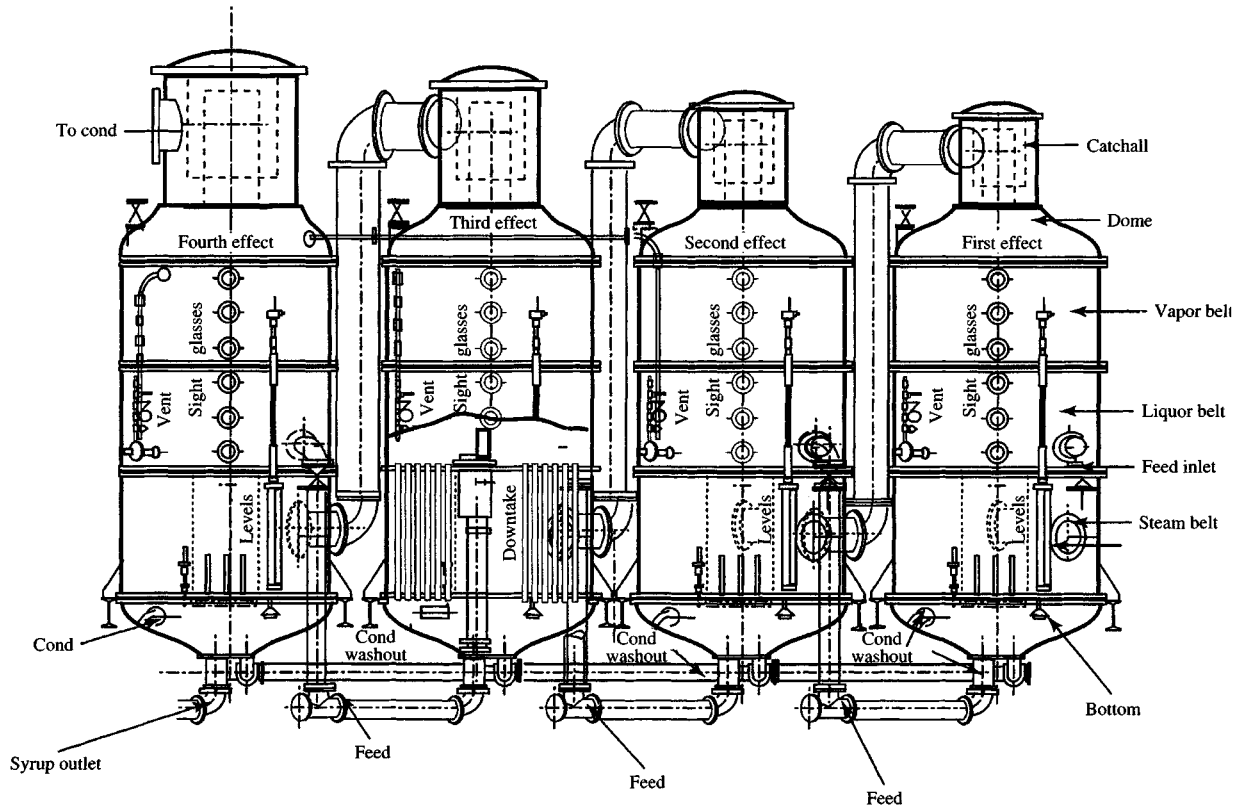 To cond
Catchall
Dome
Fourth effect
Third effect
Second effect
First effect
Vapor belt
Sight glasses
Sight glasses
Sight glasses
Sight glasses
Vent
Vent
Vent
Vent
Liquor belt
Feed inlet
Levels
Downtake
Levels
Levels
Steam belt
Cond
Cond
washout
Cond
washout
Cond
washout
Bottom
Syrup outlet
Feed
Feed
Feed